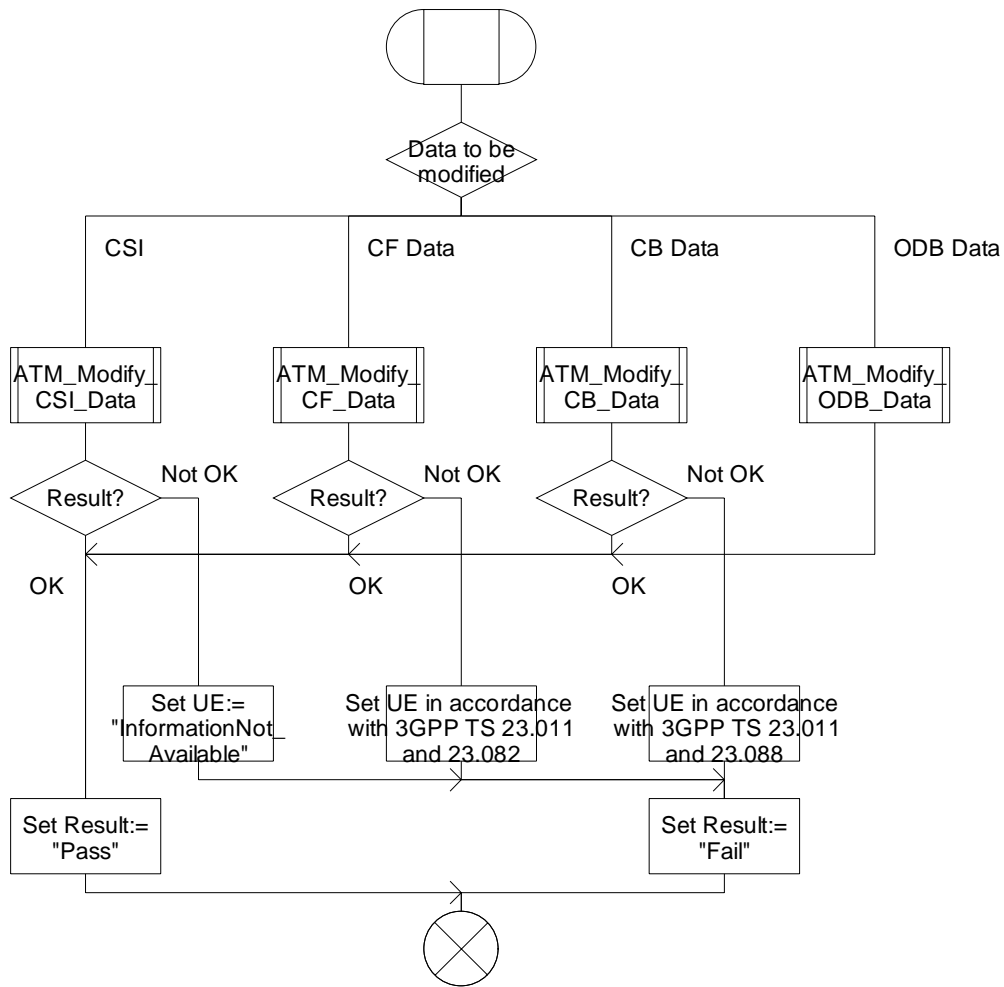 Data to be
modified
CSI
CF Data
CB Data
ODB Data
ATM_Modify_
CSI_Data
ATM_Modify_
CF_Data
ATM_Modify_
CB_Data
ATM_Modify_
ODB_Data
Result?
Not OK
Result?
Not OK
Result?
Not OK
OK
OK
OK
Set UE:=
"InformationNot_
Available"
Set UE in accordance
with 3GPP TS 23.011
and 23.082
Set UE in accordance
with 3GPP TS 23.011
and 23.088
Set Result:=
"Pass"
Set Result:=
"Fail"